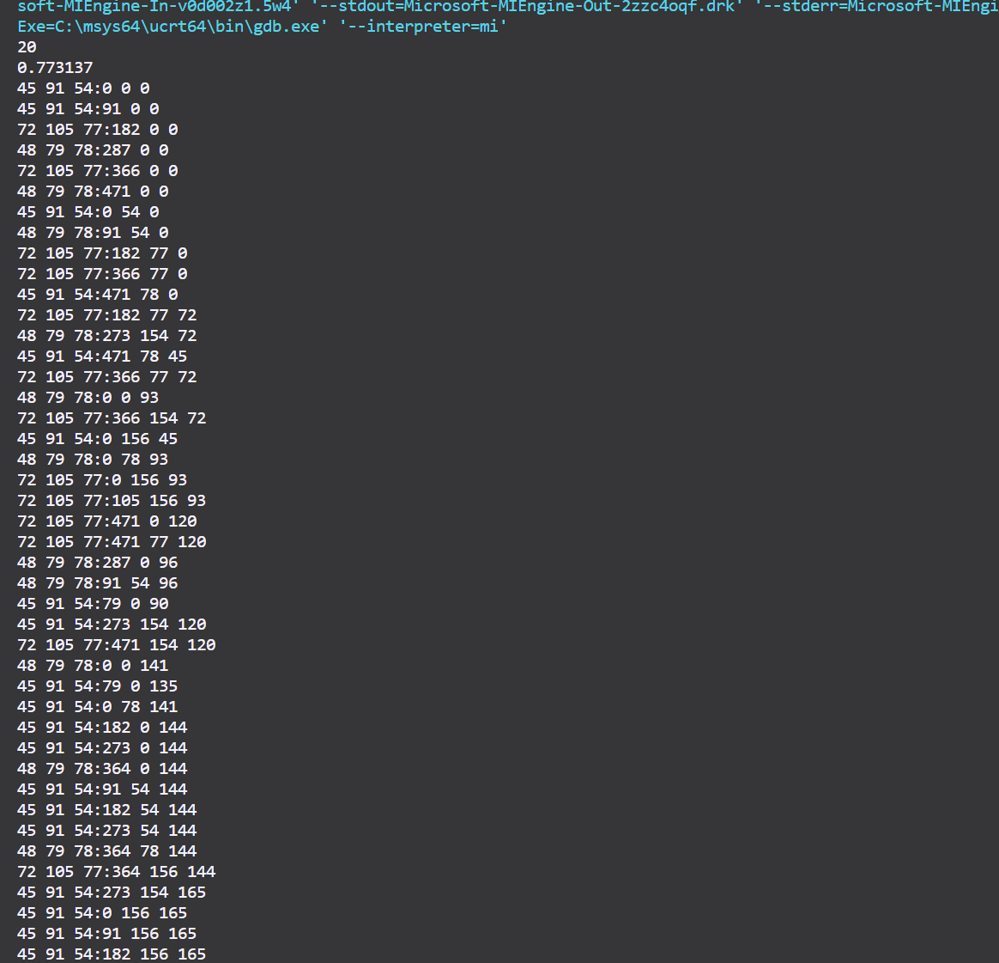 soft-MIEngine-In-v0d002z1.5w4' '--stdout=Microsoft-MIEngine-Out-2zzc4oqf.drk' '--stderr=Microsoft-MIEngi
Exe=C:\msys64\ucrt64\bin\gdb.exe' '--interpreter=mi'
20
0.773137
45 91 54:0 0 0
45 91 54:91 0 0
72 105 77:182 0 0
48 79 78:287 0 0
72 105 77:366 0 0
48 79 78:471 0 0
45 91 54:0 54 0
48 79 78:91 54 0
72 105 77:182 77 0
72 105 77:366 77 0
45 91 54:471 78 0
72 105 77:182 77 72
48 79 78:273 154 72
45 91 54:471 78 45
72 105 77:366 77 72
48 79 78:0 0 93
72 105 77:366 154 72
45 91 54:0 156 45
48 79 78:0 78 93
72 105 77:0 156 93
72 105 77:105 156 93
72 105 77:471 0 120
72 105 77:471 77 120
48 79 78:287 0 96
48 79 78:91 54 96
45 91 54:79 0 90
45 91 54:273 154 120
72 105 77:471 154 120
48 79 78:0 0 141
45 91 54:79 0 135
45 91 54:0 78 141
45 91 54:182 0 144
45 91 54:273 0 144
48 79 78:364 0 144
45 91 54:91 54 144
45 91 54:182 54 144
45 91 54:273 54 144
48 79 78:364 78 144
72 105 77:364 156 144
45 91 54:273 154 165
45 91 54:0 156 165
45 91 54:91 156 165
45 91 54:182 156 165